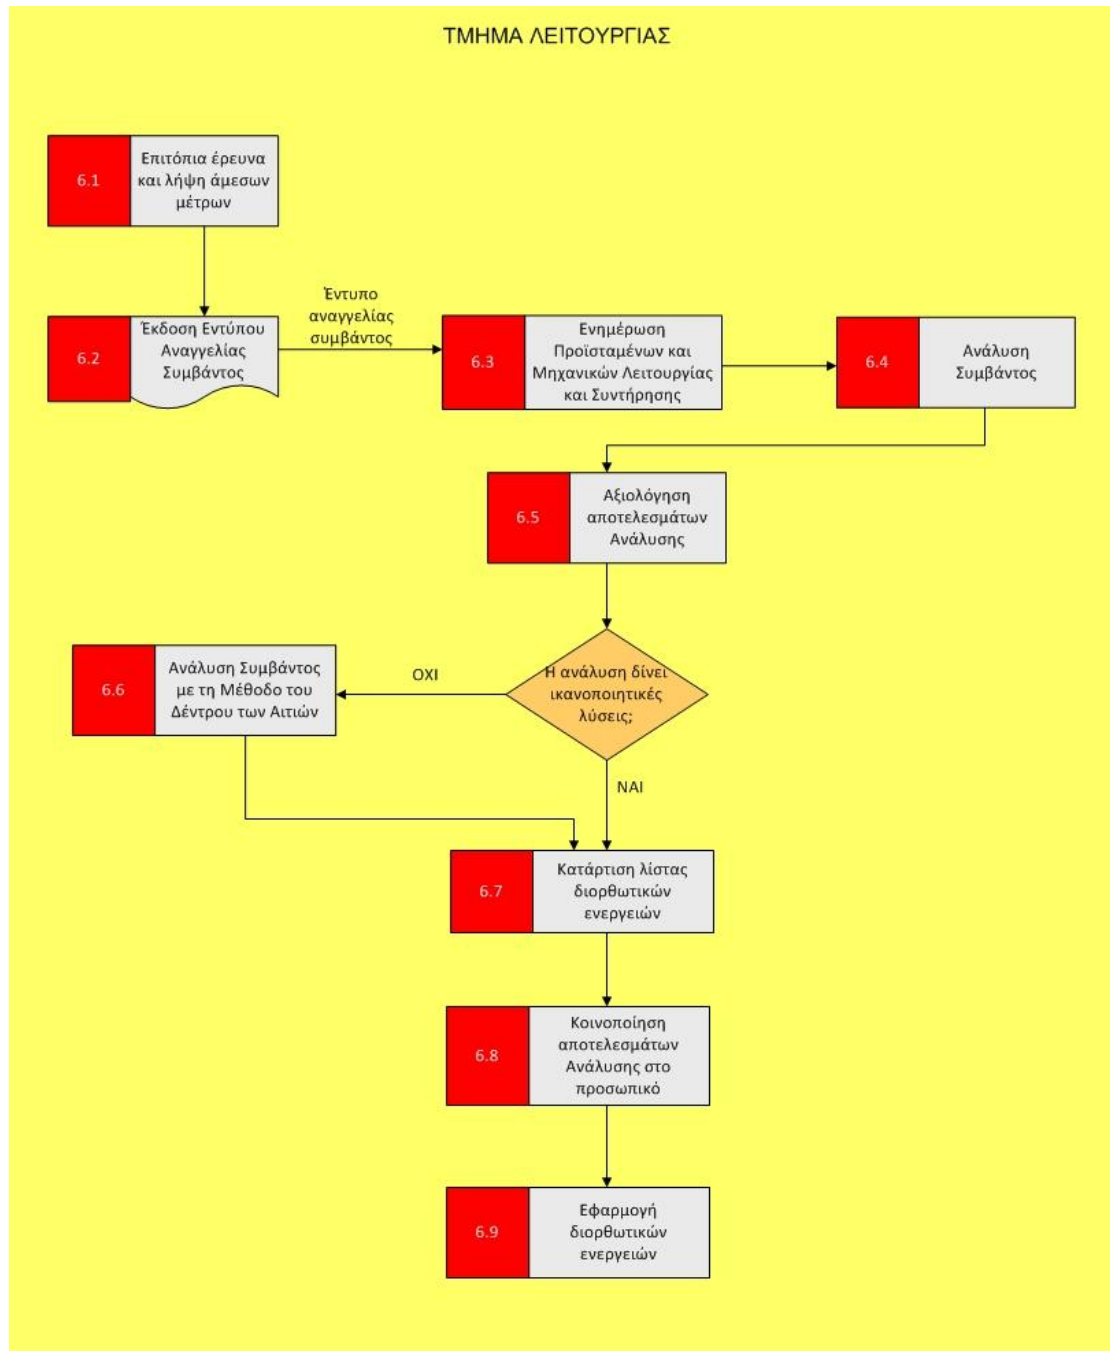 ΤΜΗΜΑ ΛΕΙΤΟΥΡΓΙΑΣ
6.1
Επιτόπια έρευνα
και λήψη άμεσων
μέτρων
6.2
Έκδοση Εντύπου
Αναγγελίας
Συμβάντος
Έντυπο
αναγγελίας
συμβάντος
6.3
Ενημέρωση
Προϊσταμένων και
Μηχανικών Λειτουργίας
και Συντήρησης
6.4
Ανάλυση
Συμβάντος
6.5
Αξιολόγηση
αποτελεσμάτων
Ανάλυσης
Η ανάλυση δίνει
ικανοποιητικές
λύσεις;
ΟΧΙ
6.6
Ανάλυση Συμβάντος
με τη Μέθοδο του
Δέντρου των Αιτιών
ΝΑΙ
6.7
Κατάρτιση λίστας
διορθωτικών
ενεργειών
6.8
Κοινοποίηση
αποτελεσμάτων
Ανάλυσης στο
προσωπικό
6.9
Εφαρμογή
διορθωτικών
ενεργειών